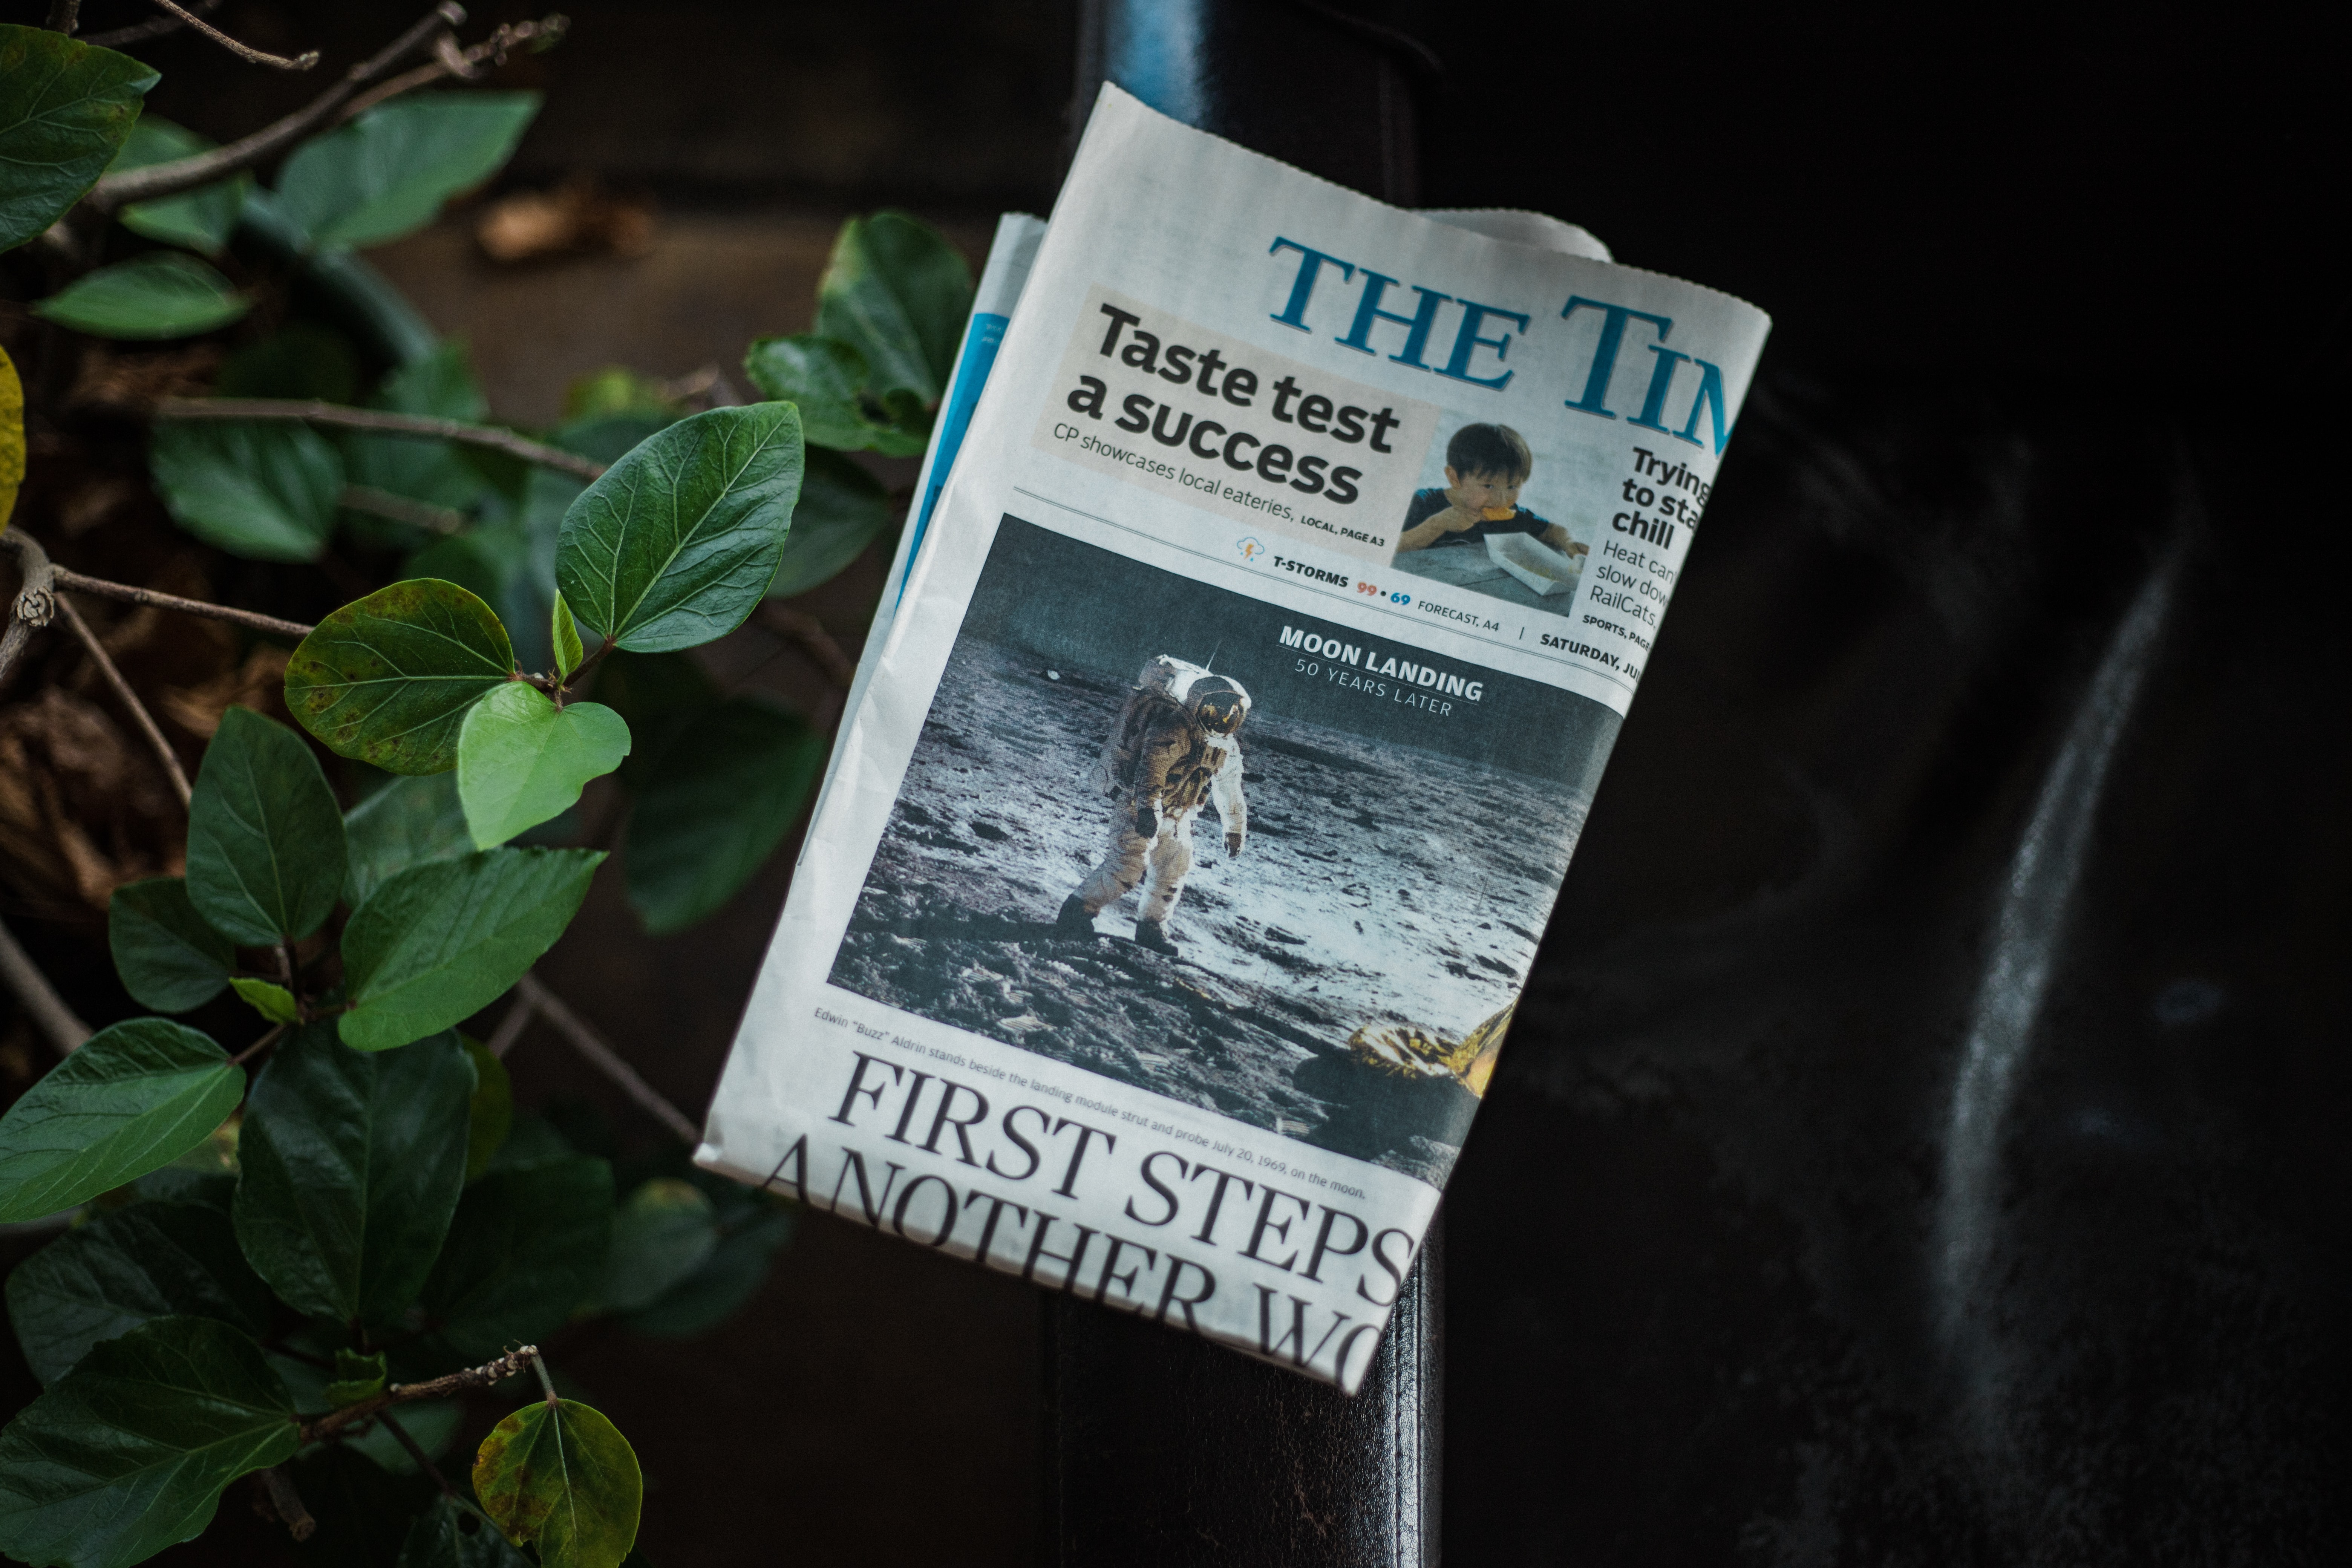 THE TIM
Taste test
a success
CP showcases local eateries, LOCAL, PAGE A3
Trying
to sta
chill
Heat can
slow dow
RailCats.
SPORTS, PAGE
T-STORMS 99 • 69 FORECAST, A4 | SATURDAY, JU
MOON LANDING
50 YEARS LATER
Edwin "Buzz" Aldrin stands beside the landing module strut and probe July 20, 1969, on the moon.
FIRST STEPS
ANOTHER WO